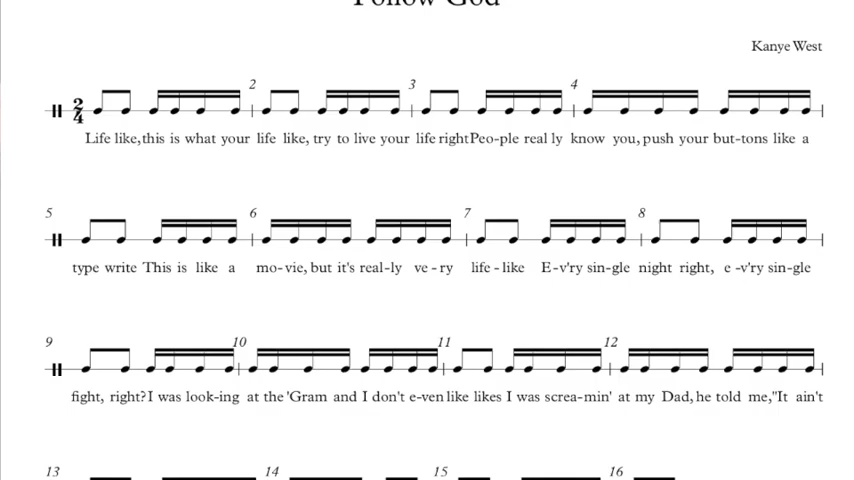 Follow God
Kanye West
2 3 4
2 4
Life like, this is what your life like, try to live your life right Peo-ple real ly know you, push your but-tons like a
5 6 7 8
type write This is like a mo-vie, but it's real-ly ve-ry life-like E-v'ry sin-gle night right, e-v'ry sin-gle
9 10 11 12
fight, right? I was look-ing at the 'Gram and I don't e-ven like likes I was screa-min' at my Dad, he told me,"It ain't
13 14 15 16